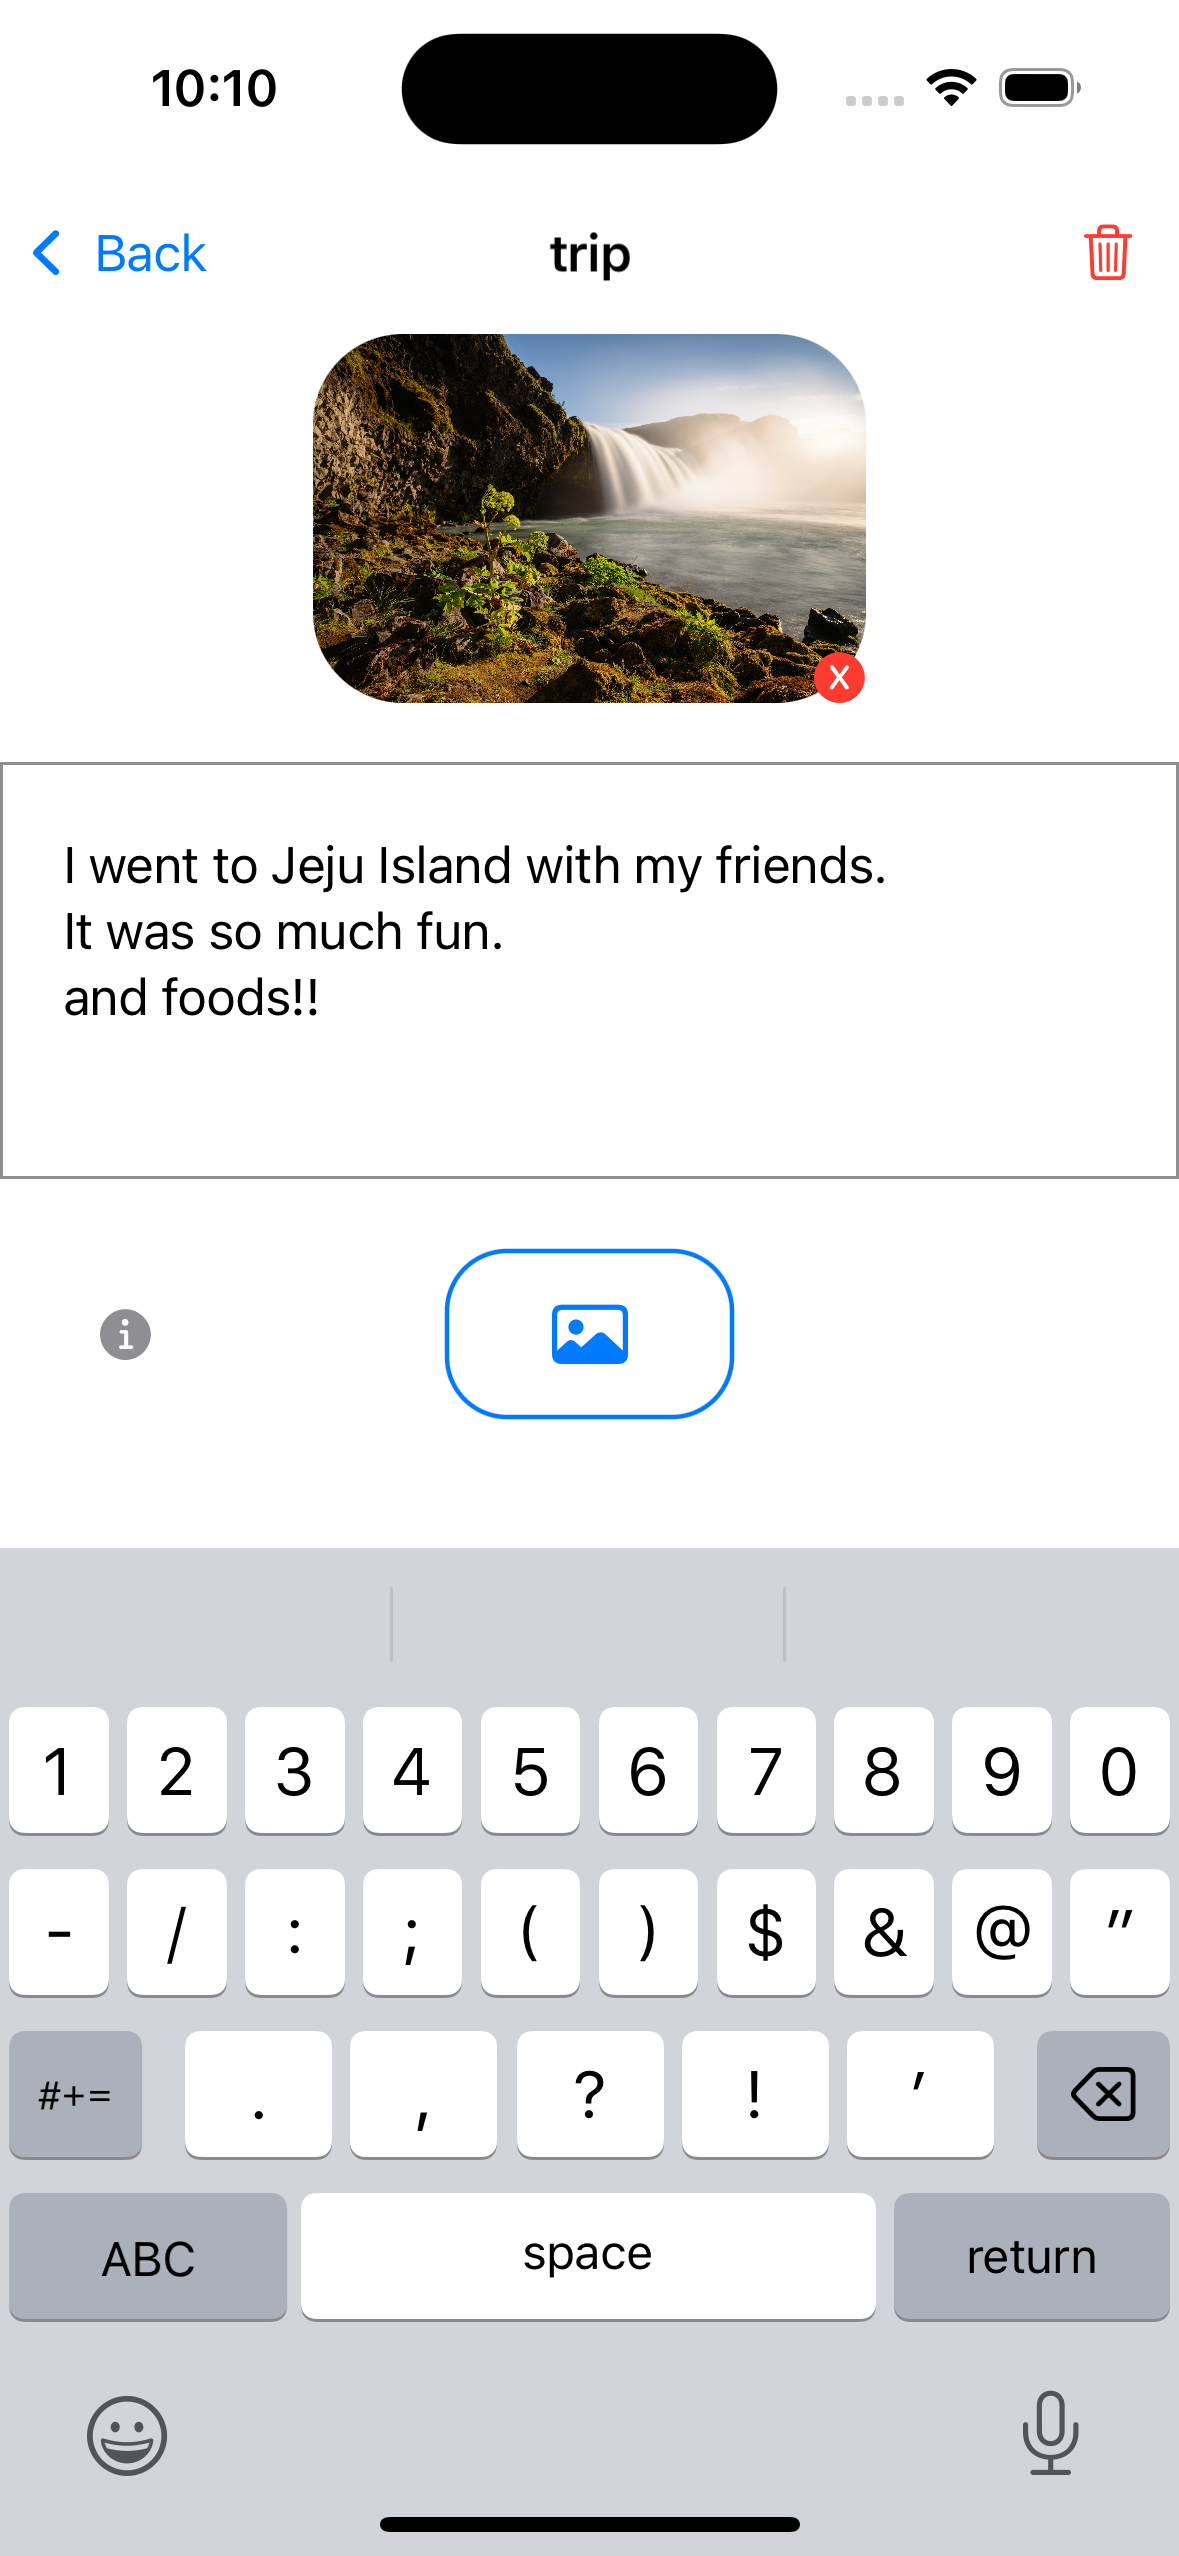 10:10
Back
trip
I went to Jeju Island with my friends.
It was so much fun.
and foods!!
1 2 3 4 5 6 7 8 9 0
- / : ; ( ) $ & @ "
#+= . , ? ! '
ABC space return